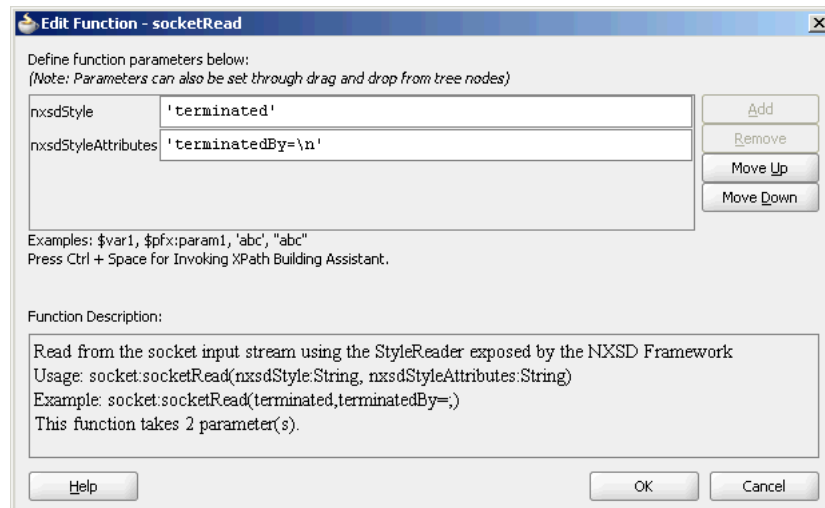 Edit Function - socketRead
Define function parameters below:
(Note: Parameters can also be set through drag and drop from tree nodes)
nxsdStyle 'terminated'
nxsdStyleAttributes 'terminatedBy=\n'
Add
Remove
Move Up
Move Down
Examples: $var1, $pfx:param1, 'abc', "abc"
Press Ctrl + Space for Invoking XPath Building Assistant.
Function Description:
Read from the socket input stream using the StyleReader exposed by the NXSD Framework
Usage: socket:socketRead(nxsdStyle:String, nxsdStyleAttributes:String)
Example: socket:socketRead(terminated,terminatedBy=;)
This function takes 2 parameter(s).
Help OK Cancel